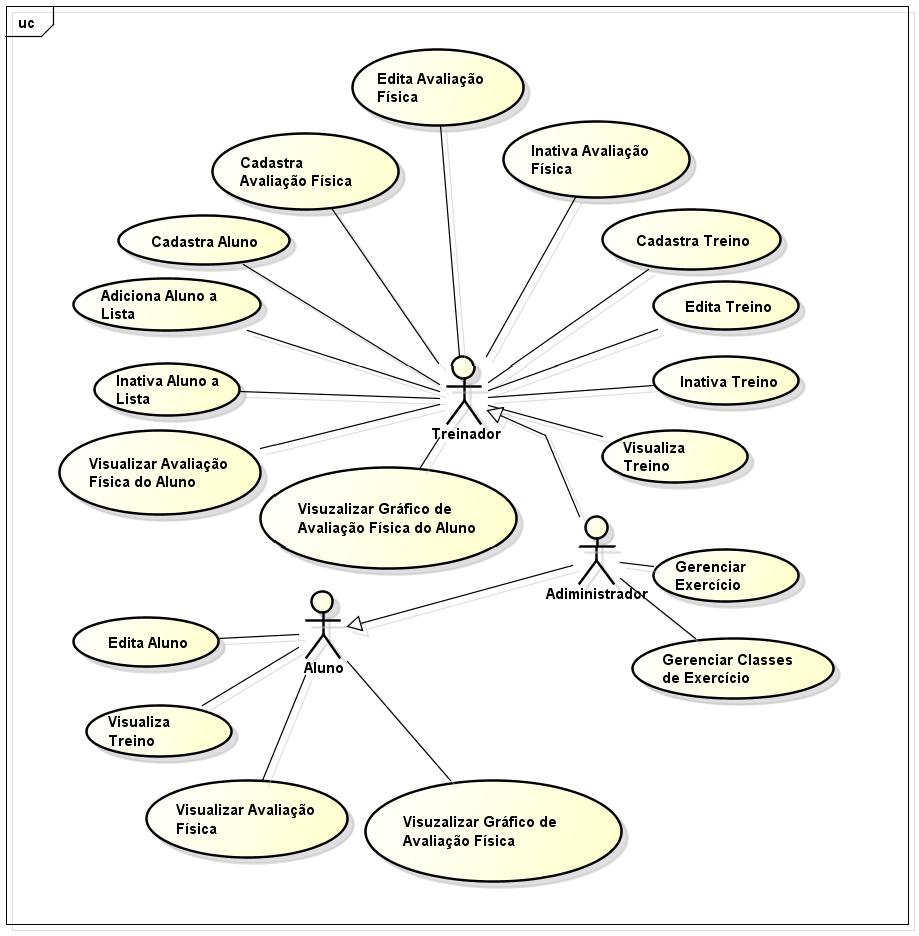 uc
Edita Avaliação
Física
Inativa Avaliação
Física
Cadastra
Avaliação Física
Cadastra Aluno
Cadastra Treino
Adiciona Aluno a
Lista
Edita Treino
Inativa Aluno a
Lista
Inativa Treino
Treinador
Visualiza
Treino
Visualizar Avaliação
Física do Aluno
Visuzalizar Gráfico de
Avaliação Física do Aluno
Gerenciar
Exercício
Adiministrador
Edita Aluno
Aluno
Gerenciar Classes
de Exercício
Visualiza
Treino
Visualizar Avaliação
Física
Visuzalizar Gráfico de
Avaliação Física